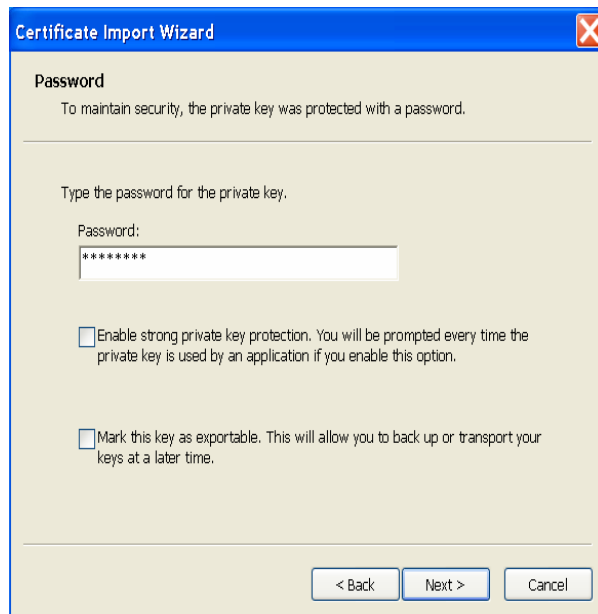 Certificate Import Wizard
Password
To maintain security, the private key was protected with a password.
Type the password for the private key.
Password:
********
Enable strong private key protection. You will be prompted every time the
private key is used by an application if you enable this option.
Mark this key as exportable. This will allow you to back up or transport your
keys at a later time.
< Back Next > Cancel